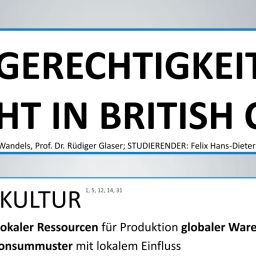 GERECHTIGKEIT
HT IN BRITISH
Wandels, Prof. Dr. Rüdiger Glaser; STUDIERENDER: Felix Hans-Dieter
KULTUR 1, 5, 12, 14, 31
okaler Ressourcen für Produktion globaler Ware
onsummuster mit lokalem Einfluss